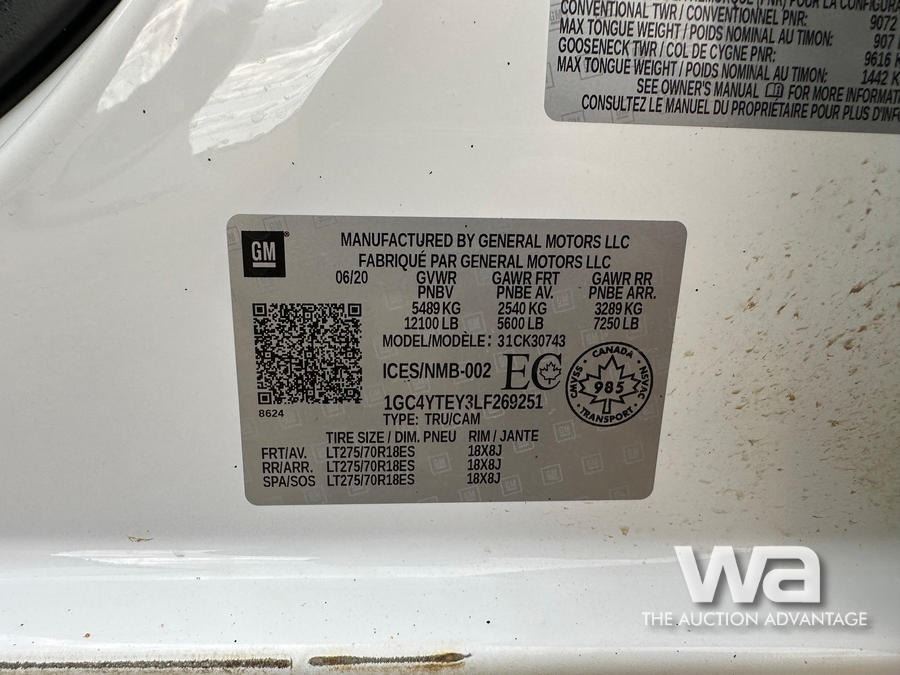 CONVENTIONAL TWR / CONVENTIONNEL PNR: 9072
MAX TONGUE WEIGHT / POIDS NOMINAL AU TIMON: 907
GOOSENECK TWR / COL DE CYGNE PNR: 9616
MAX TONGUE WEIGHT / POIDS NOMINAL AU TIMON: 1442
SEE OWNER'S MANUAL FOR MORE
CONSULTEZ LE MANUEL DU PROPRIÉTAIRE POUR PLUS
GM
MANUFACTURED BY GENERAL MOTORS LLC
FABRIQUÉ PAR GENERAL MOTORS LLC
06/20 GVWR GAWR FRT GAWR RR
PNBV PNBE AV. PNBE ARR.
5489 KG 2540 KG 3289 KG
12100 LB 5600 LB 7250 LB
MODEL/MODÈLE: 31CK30743
ICES/NMB-002 EC
CANADA
CMVSS 985 NSVAC
TRANSPORT
8624
1GC4YTEY3LF269251
TYPE: TRU/CAM
TIRE SIZE / DIM. PNEU RIM / JANTE
FRT/AV. LT275/70R18ES 18X8J
RR/ARR. LT275/70R18ES 18X8J
SPA/SOS LT275/70R18ES 18X8J
wa
THE AUCTION ADVANTAGE